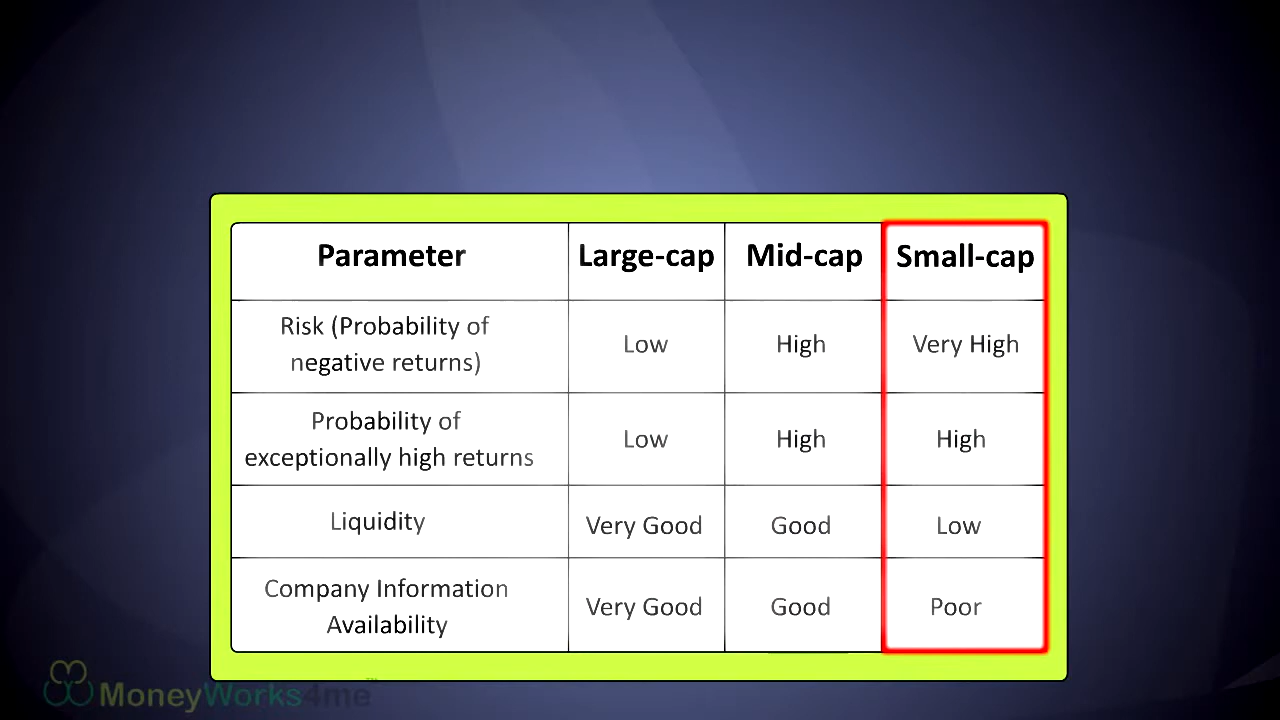 Parameter Large-cap Mid-cap Small-cap
Risk (Probability of
negative returns) Low High Very High
Probability of
exceptionally high returns Low High High
Liquidity Very Good Good Low
Company Information
Availability Very Good Good Poor
MoneyWorks4me™